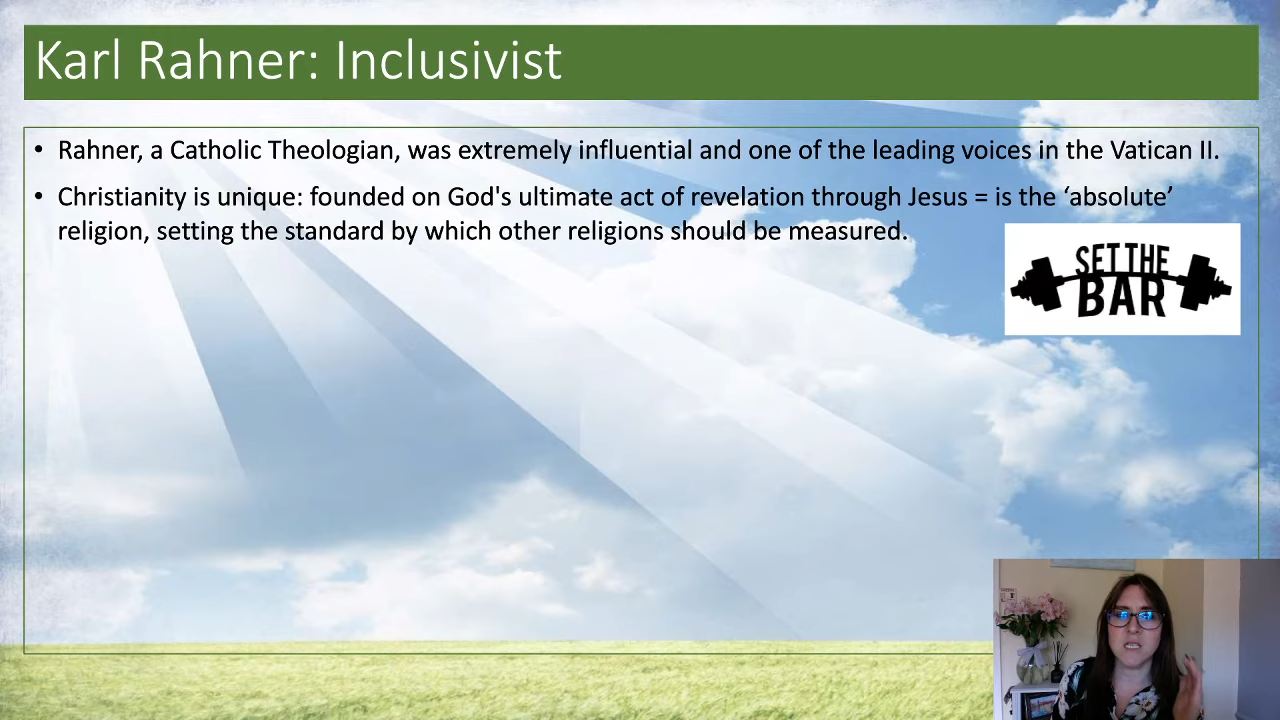 Karl Rahner: Inclusivist
• Rahner, a Catholic Theologian, was extremely influential and one of the leading voices in the Vatican II.
• Christianity is unique: founded on God's ultimate act of revelation through Jesus = is the ‘absolute’
religion, setting the standard by which other religions should be measured.
SET THE
BAR